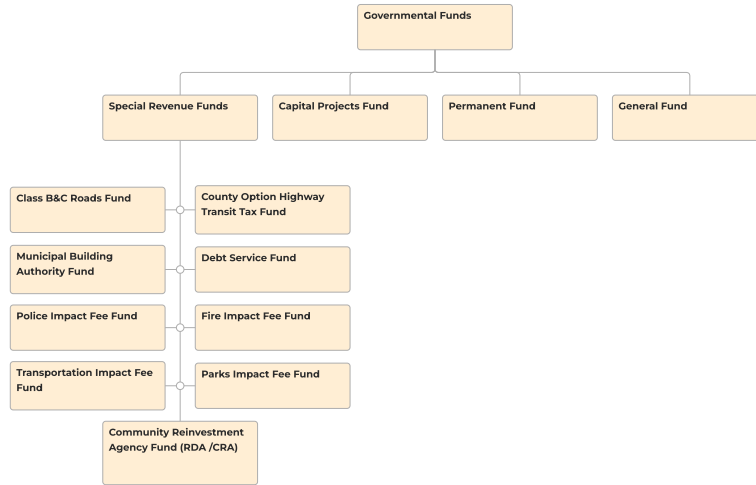 Governmental Funds
Special Revenue Funds
Capital Projects Fund
Permanent Fund
General Fund
Class B&C Roads Fund
County Option Highway
Transit Tax Fund
Municipal Building
Authority Fund
Debt Service Fund
Police Impact Fee Fund
Fire Impact Fee Fund
Transportation Impact Fee
Fund
Parks Impact Fee Fund
Community Reinvestment
Agency Fund (RDA /CRA)